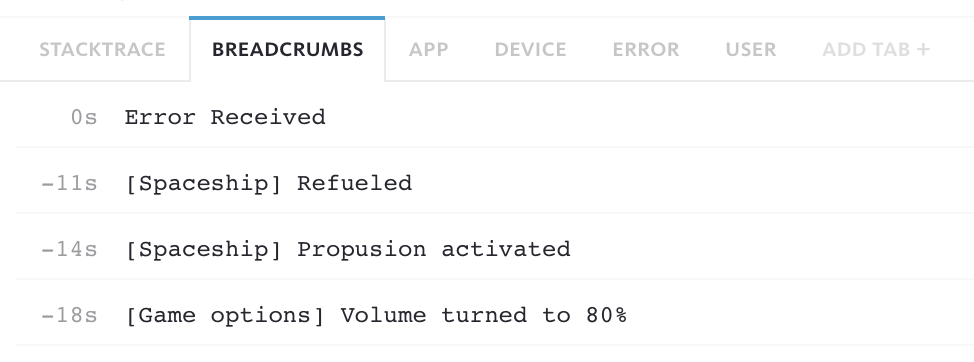 STACKTRACE BREADCRUMBS APP DEVICE ERROR USER ADD TAB +
0s Error Received
-11s [Spaceship] Refueled
-14s [Spaceship] Propusion activated
-18s [Game options] Volume turned to 80%